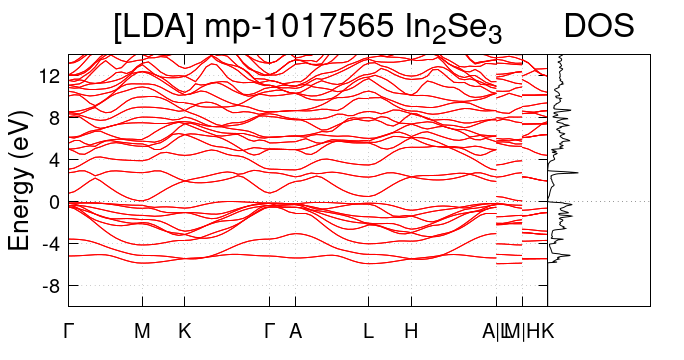 [LDA] mp-1017565 In₂Se₃ DOS
Energy (eV)
12
8
4
0
-4
-8
Γ M K Γ A L H A|L M|H K